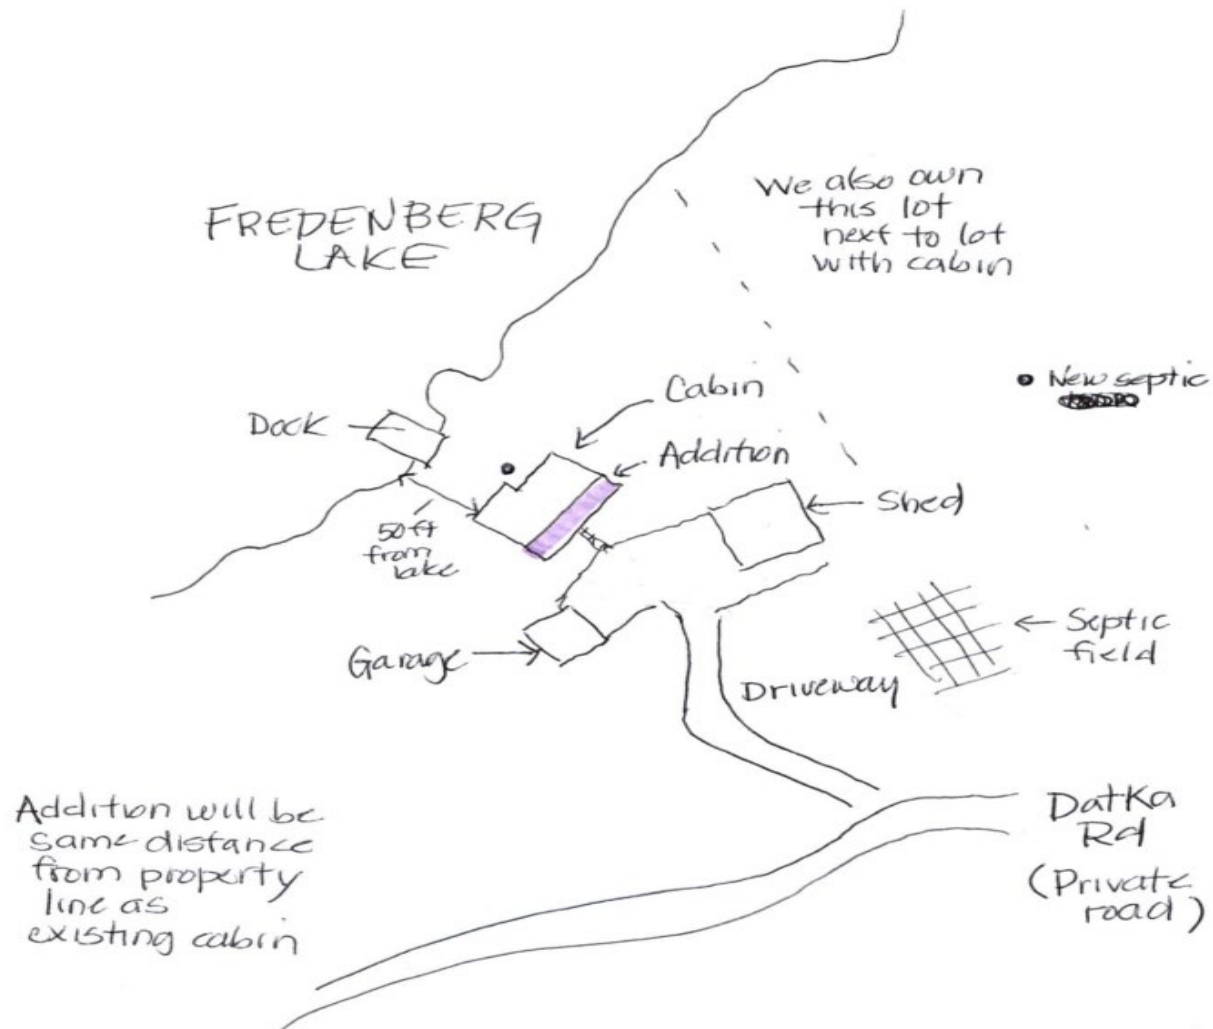 FREDENBERG
LAKE
We also own
this lot
next to lot
with cabin
New septic
Cabin
Dock
Addition
Shed
50 ft
from
lake
Septic
field
Garage
Driveway
Addition will be
same distance
from property
line as
existing cabin
Datka
Rd
(Private
road)